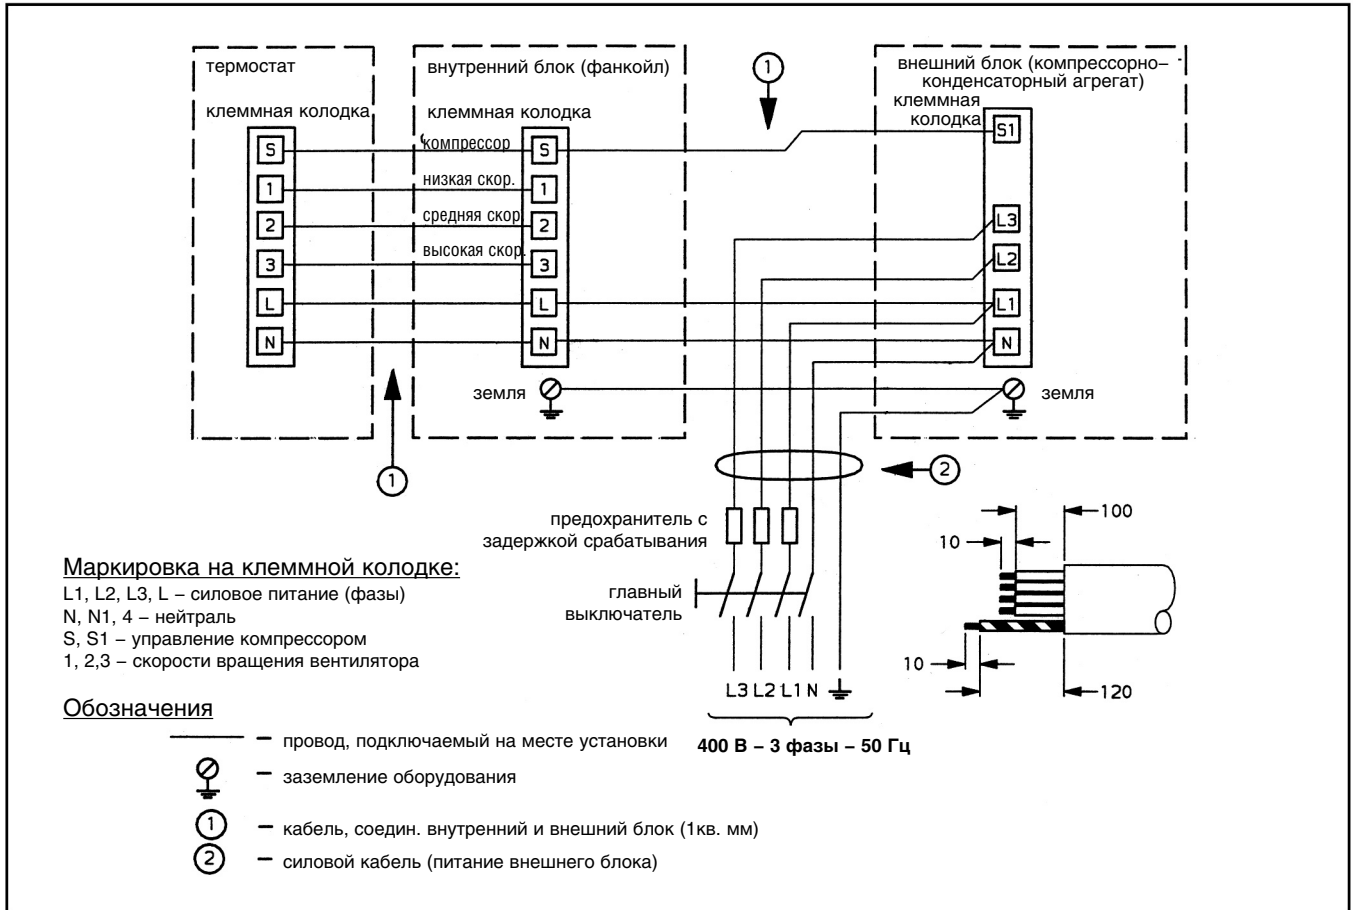 термостат
клеммная колодка
S
1
2
3
L
N
внутренний блок (фанкойл)
клеммная колодка
компрессор
низкая скор.
средняя скор.
высокая скор.
S
1
2
3
L
N
земля
1
1
внешний блок (компрессорно–
конденсаторный агрегат)
клеммная
колодка
S1
L3
L2
L1
N
земля
2
предохранитель с
задержкой срабатывания
главный
выключатель
L3 L2 L1 N
400 В – 3 фазы – 50 Гц
100
10
10
120
Маркировка на клеммной колодке:
L1, L2, L3, L – силовое питание (фазы)
N, N1, 4 – нейтраль
S, S1 – управление компрессором
1, 2,3 – скорости вращения вентилятора
Обозначения
– провод, подключаемый на месте установки
– заземление оборудования
1 – кабель, соедин. внутренний и внешний блок (1кв. мм)
2 – силовой кабель (питание внешнего блока)